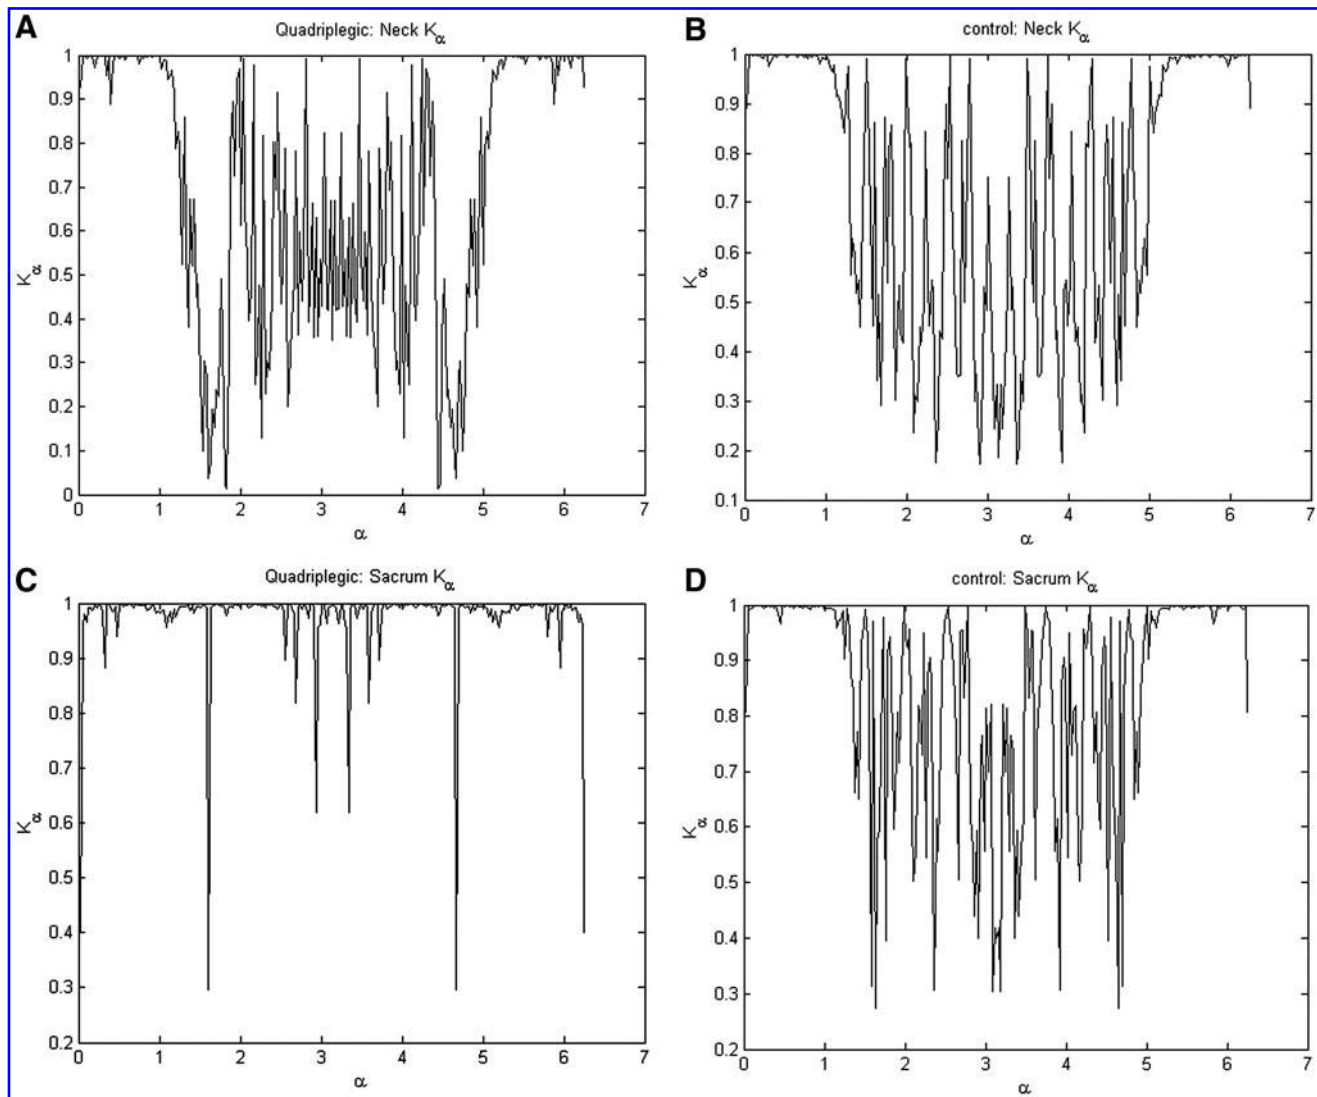 A
Quadriplegic: Neck Kα
1
0.9
0.8
0.7
0.6
0.5
0.4
0.3
0.2
0.1
0
Kα
0 1 2 3 4 5 6 7
α
B
control: Neck Kα
1
0.9
0.8
0.7
0.6
0.5
0.4
0.3
0.2
0.1
Kα
0 1 2 3 4 5 6 7
α
C
Quadriplegic: Sacrum Kα
1
0.9
0.8
0.7
0.6
0.5
0.4
0.3
0.2
Kα
0 1 2 3 4 5 6 7
α
D
control: Sacrum Kα
1
0.9
0.8
0.7
0.6
0.5
0.4
0.3
0.2
Kα
0 1 2 3 4 5 6 7
α